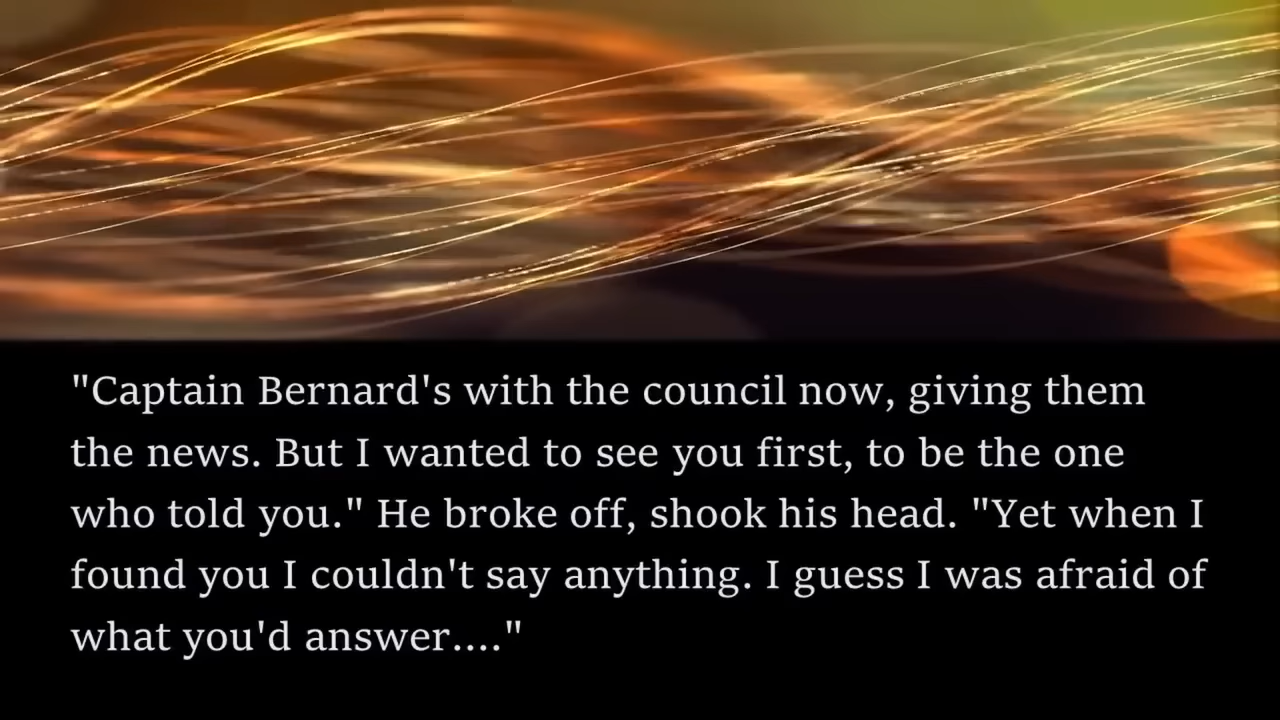 "Captain Bernard's with the council now, giving them
the news. But I wanted to see you first, to be the one
who told you." He broke off, shook his head. "Yet when I
found you I couldn't say anything. I guess I was afraid of
what you'd answer...."